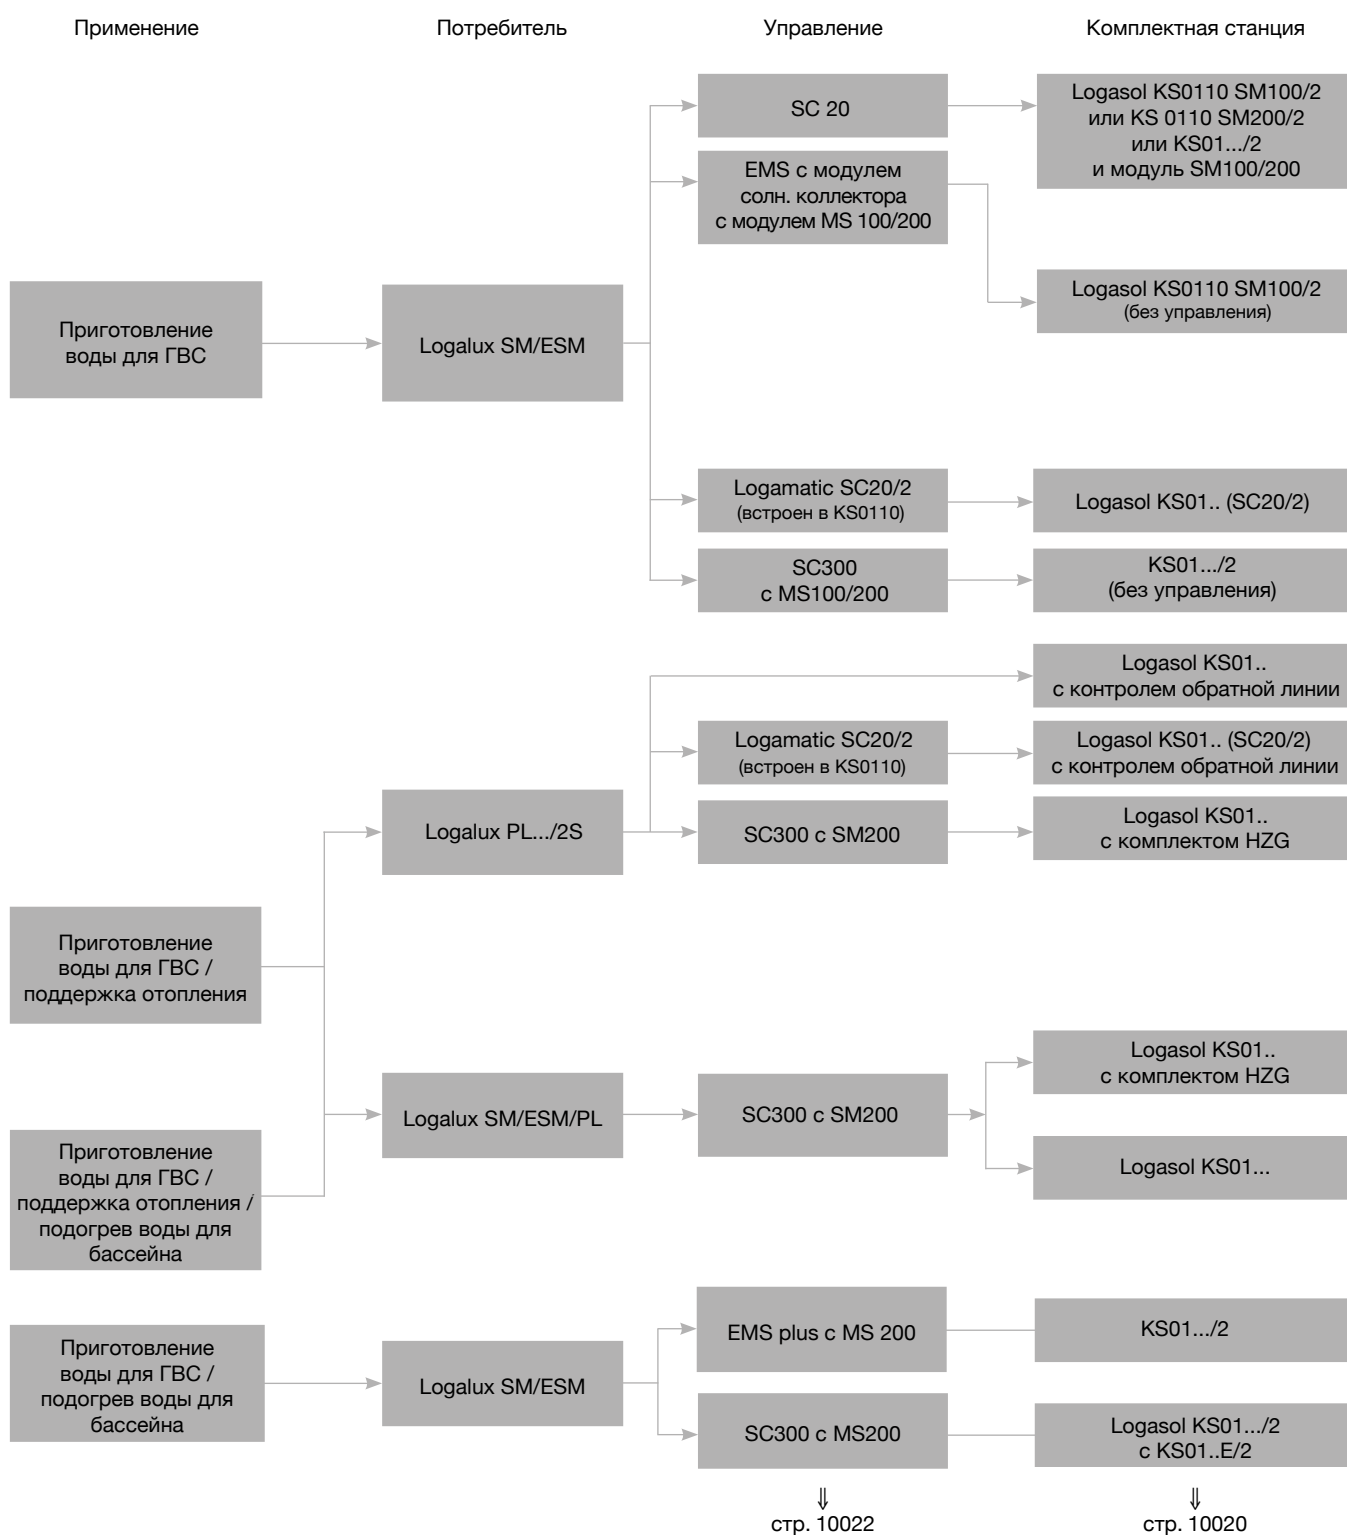 Применение
Потребитель
Управление
Комплектная станция
SC 20
Logasol KS0110 SM100/2
или KS 0110 SM200/2
или KS01.../2
и модуль SM100/200
EMS с модулем
солн. коллектора
с модулем MS 100/200
Logasol KS0110 SM100/2
(без управления)
Приготовление
воды для ГВС
Logalux SM/ESM
Logamatic SC20/2
(встроен в KS0110)
Logasol KS01.. (SC20/2)
SC300
с MS100/200
KS01.../2
(без управления)
Logasol KS01..
с контролем обратной линии
Logamatic SC20/2
(встроен в KS0110)
Logasol KS01.. (SC20/2)
с контролем обратной линии
Logalux PL.../2S
SC300 с SM200
Logasol KS01..
с комплектом HZG
Приготовление
воды для ГВС /
поддержка отопления
Logalux SM/ESM/PL
SC300 с SM200
Logasol KS01..
с комплектом HZG
Logasol KS01...
Приготовление
воды для ГВС /
поддержка отопления /
подогрев воды для
бассейна
Приготовление
воды для ГВС /
подогрев воды для
бассейна
Logalux SM/ESM
EMS plus с MS 200
KS01.../2
SC300 с MS200
Logasol KS01.../2
с KS01..E/2
⇓
стр. 10022
⇓
стр. 10020